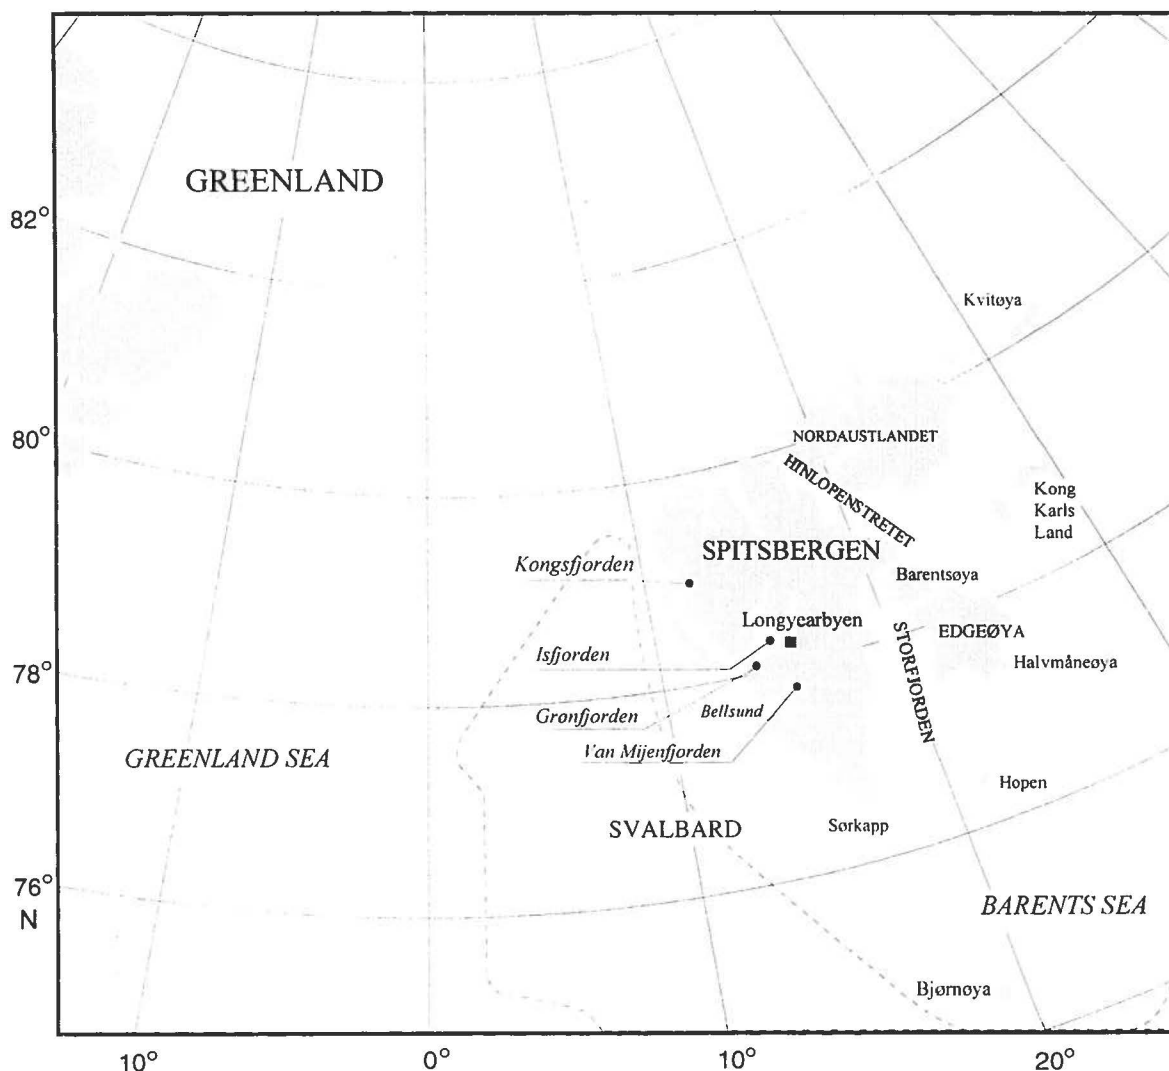 GREENLAND
82°
Kvitøya
80°
NORDAUSTLANDET
HINLOPENSTRETET
Kong
Karls
Land
SPITSBERGEN
Kongsfjorden
Barentsøya
Longyearbyen
EDGEØYA
STORFJORDEN
Isfjorden
Halvmåneøya
78°
Grønfjorden
Bellsund
Van Mijenfjorden
GREENLAND SEA
Hopen
SVALBARD
Sørkapp
76°
N
BARENTS SEA
Bjørnøya
10°
0°
10°
20°